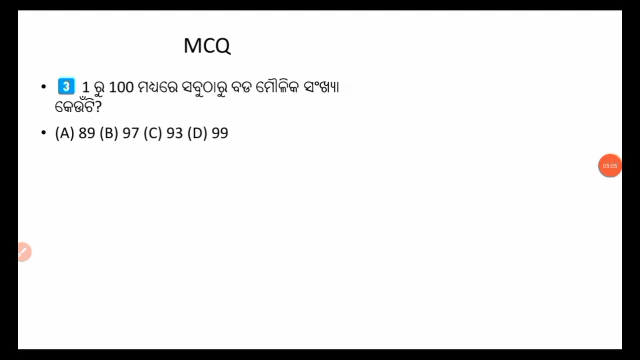 MCQ
• 3 1 ରୁ 100 ମଧ୍ୟରେ ସବୁଠାରୁ ବଡ ମୌଳିକ ସଂଖ୍ୟା
କେଉଁଟି?
• (A) 89 (B) 97 (C) 93 (D) 99